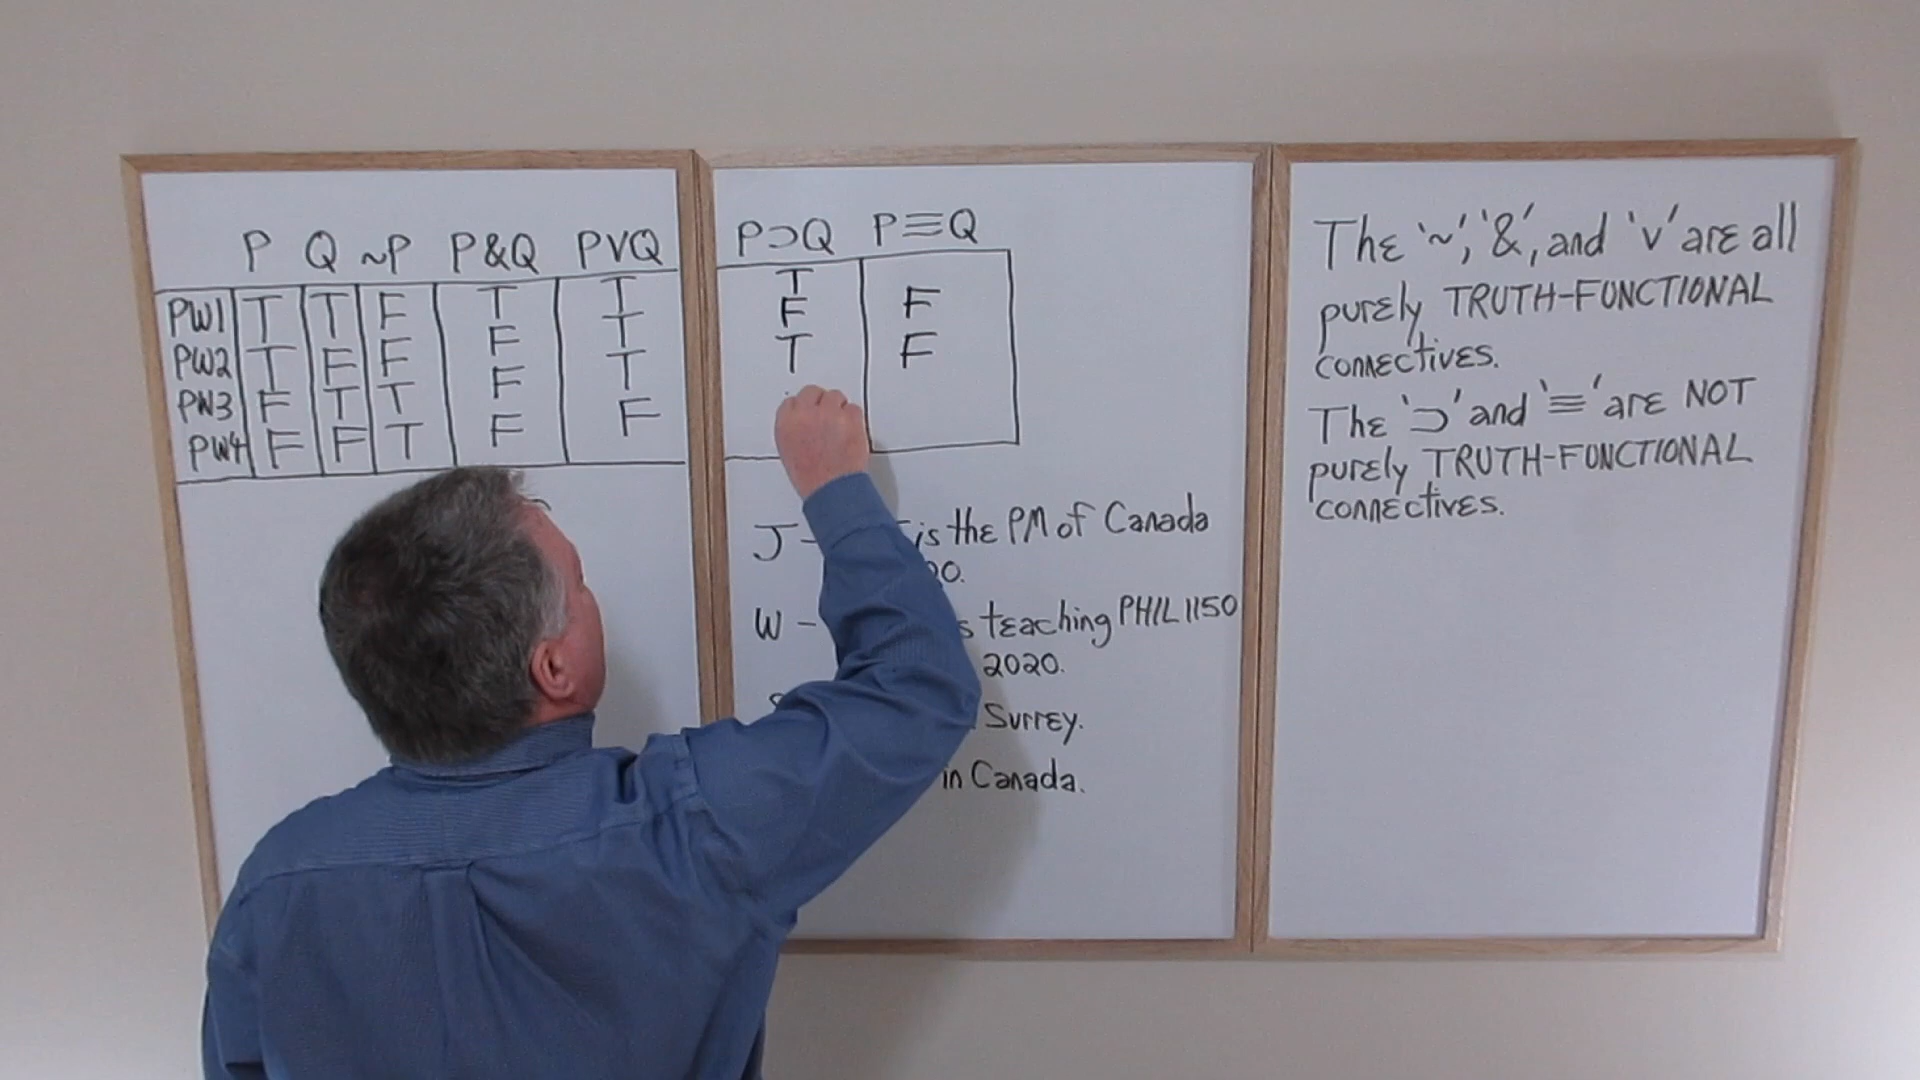 P Q ~P P&Q PVQ
PW1 T T F T T
PW2 T F F F T
PW3 F T T F T
PW4 F F T F F
P⊃Q P≡Q
T
F F
T F
J - is the PM of Canada
W - teaching PHIL 1150
2020.
Surrey.
in Canada.
The '~', '&', and 'v' are all
purely TRUTH-FUNCTIONAL
connectives.
The '⊃' and '≡' are NOT
purely TRUTH-FUNCTIONAL
connectives.